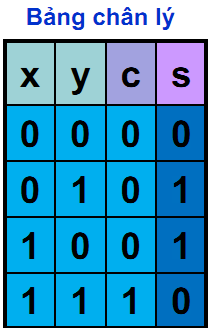 Bảng chân lý
x y c s
0 0 0 0
0 1 0 1
1 0 0 1
1 1 1 0